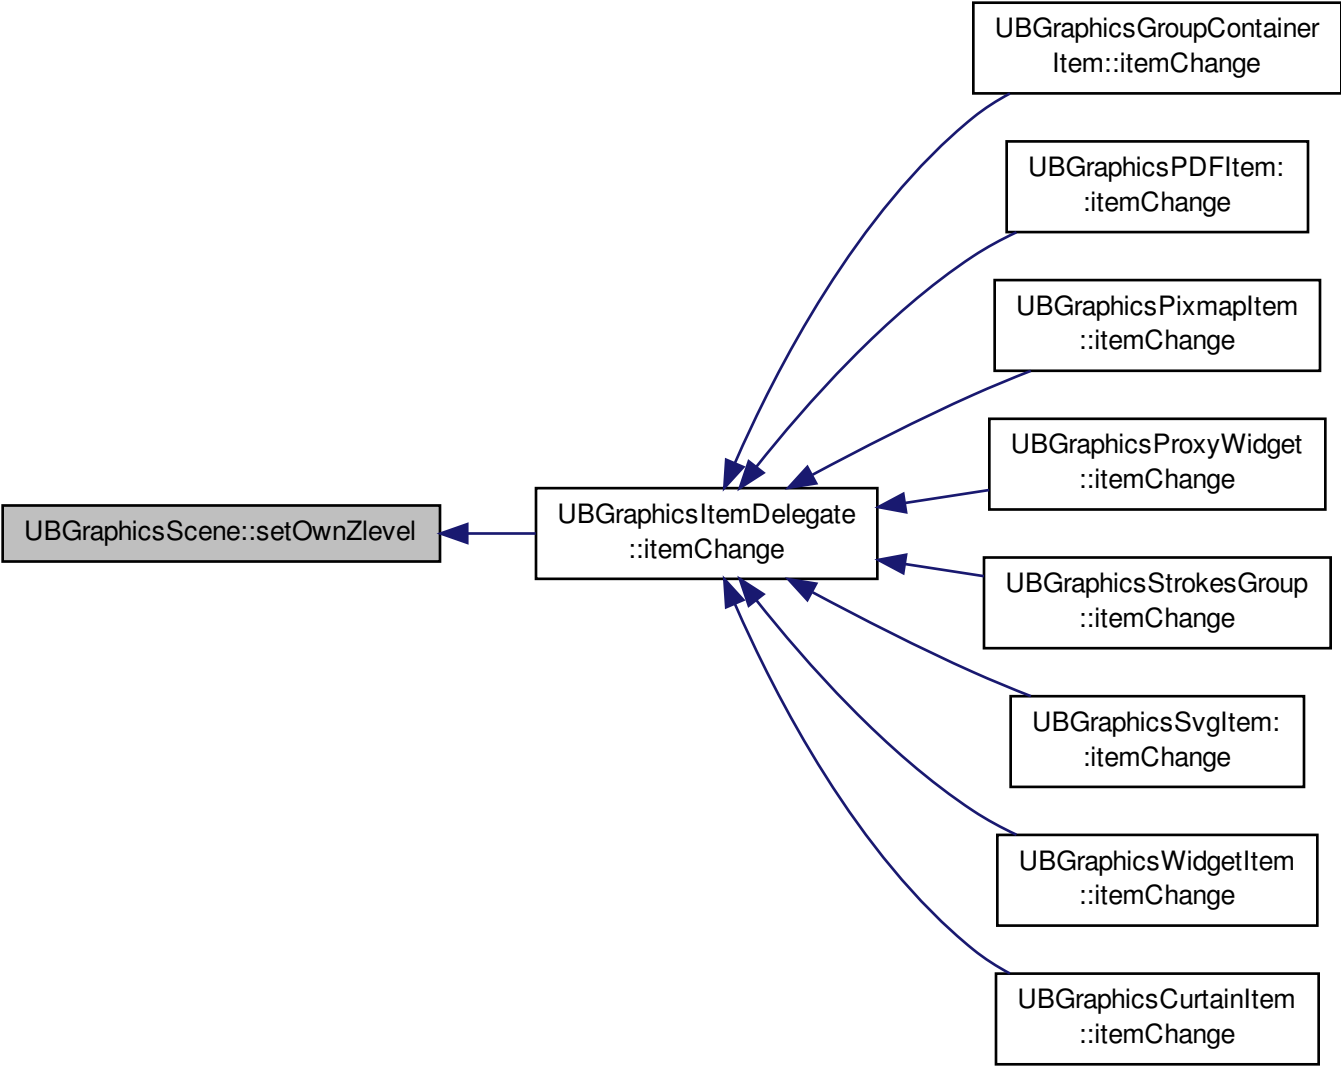 UBGraphicsGroupContainer
Item::itemChange
UBGraphicsPDFItem:
:itemChange
UBGraphicsPixmapItem
::itemChange
UBGraphicsProxyWidget
::itemChange
UBGraphicsScene::setOwnZlevel
UBGraphicsItemDelegate
::itemChange
UBGraphicsStrokesGroup
::itemChange
UBGraphicsSvgItem:
:itemChange
UBGraphicsWidgetItem
::itemChange
UBGraphicsCurtainItem
::itemChange